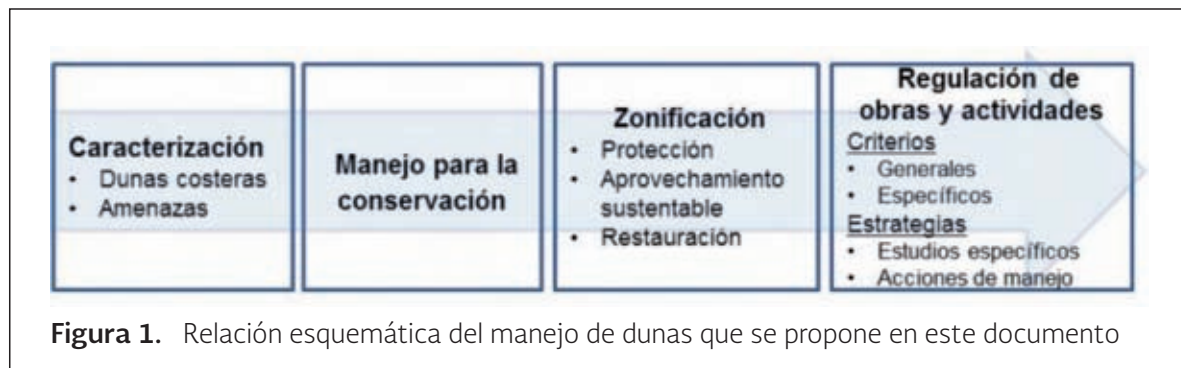 Caracterización
• Dunas costeras
• Amenazas
Manejo para la
conservación
Zonificación
• Protección
• Aprovechamiento
sustentable
• Restauración
Regulación de
obras y actividades
Criterios
• Generales
• Específicos
Estrategias
• Estudios específicos
• Acciones de manejo
Figura 1. Relación esquemática del manejo de dunas que se propone en este documento